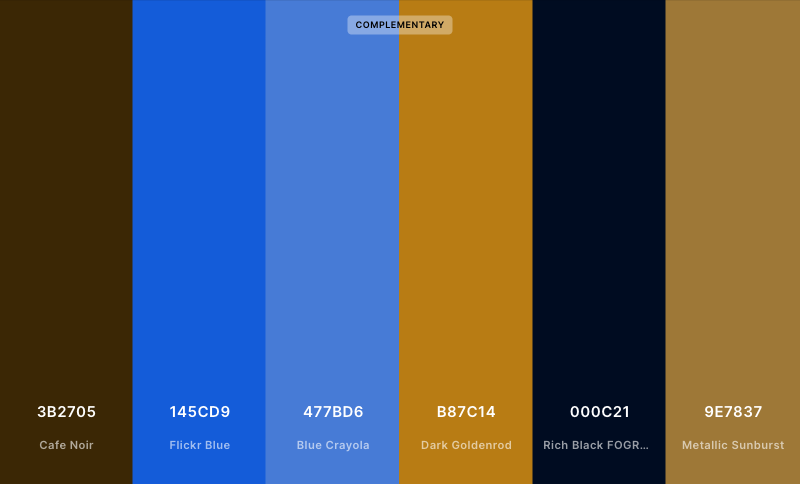 COMPLEMENTARY
3B2705
145CD9
477BD6
B87C14
000C21
9E7837
Cafe Noir
Flickr Blue
Blue Crayola
Dark Goldenrod
Rich Black FOGR...
Metallic Sunburst